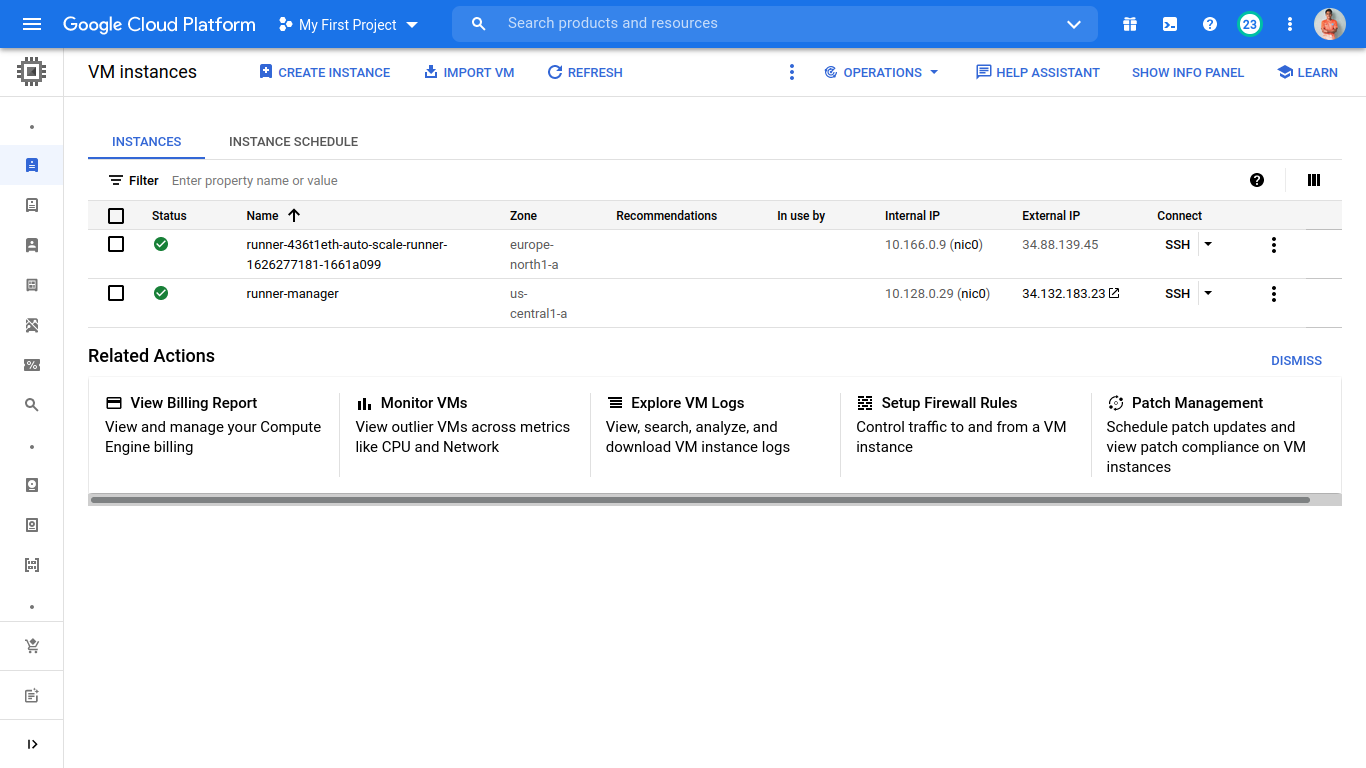 Google Cloud Platform My First Project Search products and resources 23
VM instances CREATE INSTANCE IMPORT VM REFRESH OPERATIONS HELP ASSISTANT SHOW INFO PANEL LEARN
INSTANCES INSTANCE SCHEDULE
Filter Enter property name or value
Status Name Zone Recommendations In use by Internal IP External IP Connect
runner-436t1eth-auto-scale-runner- europe- 10.166.0.9 (nic0) 34.88.139.45 SSH
1626277181-1661a099 north1-a
runner-manager us- 10.128.0.29 (nic0) 34.132.183.23 SSH
central1-a
Related Actions DISMISS
View Billing Report
View and manage your Compute
Engine billing
Monitor VMs
View outlier VMs across metrics
like CPU and Network
Explore VM Logs
View, search, analyze, and
download VM instance logs
Setup Firewall Rules
Control traffic to and from a VM
instance
Patch Management
Schedule patch updates and
view patch compliance on VM
instances